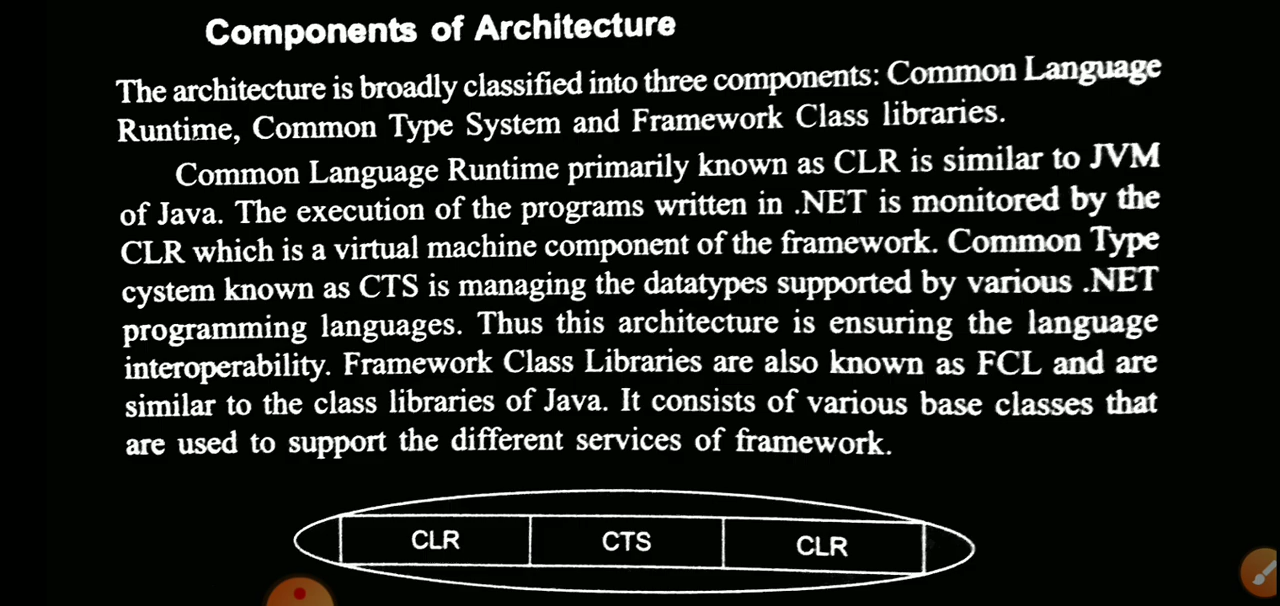 Components of Architecture
The architecture is broadly classified into three components: Common Language
Runtime, Common Type System and Framework Class libraries.
Common Language Runtime primarily known as CLR is similar to JVM
of Java. The execution of the programs written in .NET is monitored by the
CLR which is a virtual machine component of the framework. Common Type
cystem known as CTS is managing the datatypes supported by various .NET
programming languages. Thus this architecture is ensuring the language
interoperability. Framework Class Libraries are also known as FCL and are
similar to the class libraries of Java. It consists of various base classes that
are used to support the different services of framework.
CLR CTS CLR